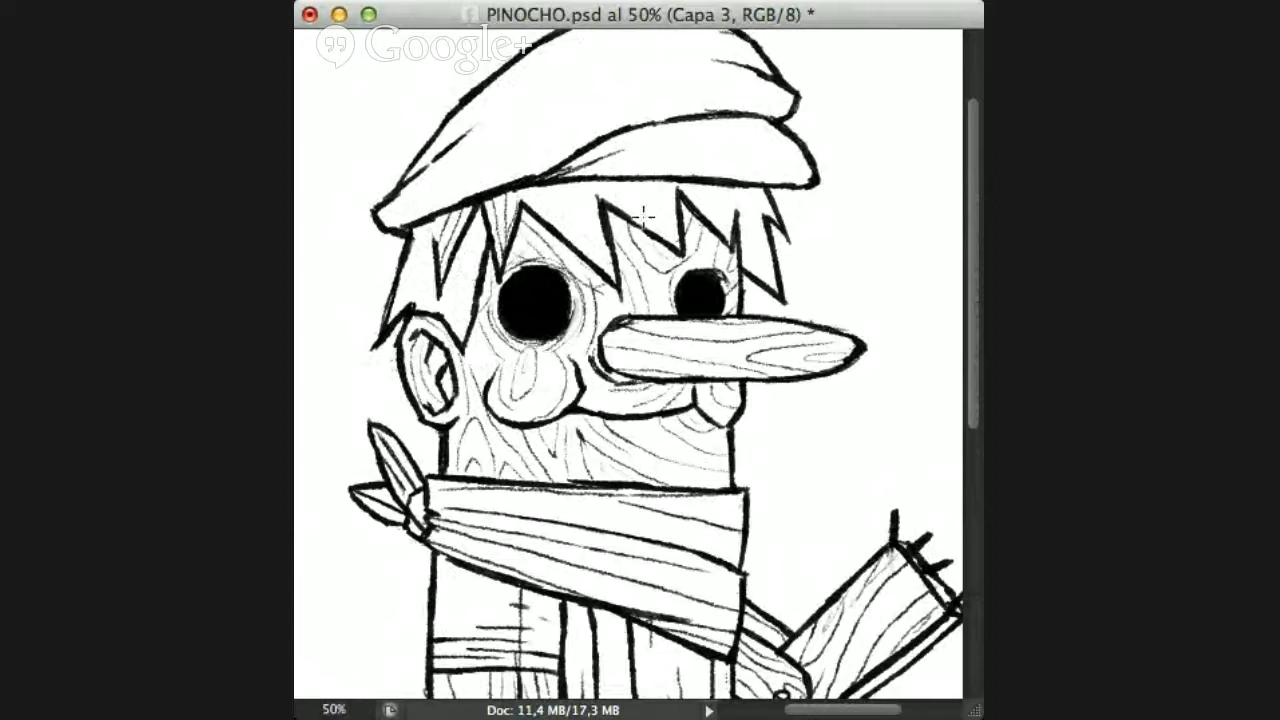 PINOCHO.psd al 50% (Capa 3, RGB/8) *
Google+
50%
Doc: 11,4 MB/17,3 MB